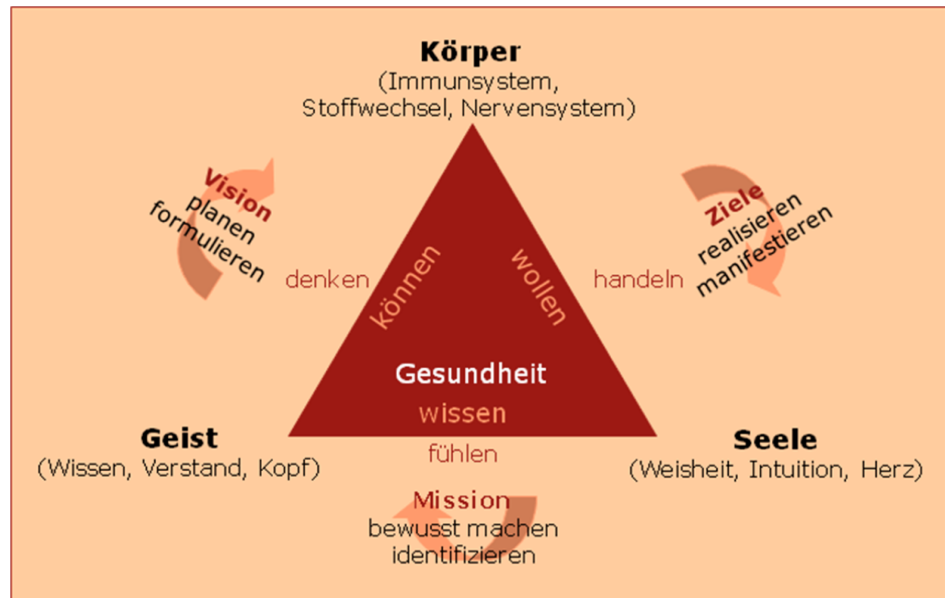 Körper
(Immunsystem,
Stoffwechsel, Nervensystem)
Vision
planen
formulieren
Ziele
realisieren
manifestieren
denken
können
wollen
handeln
Gesundheit
wissen
Geist
(Wissen, Verstand, Kopf)
fühlen
Seele
(Weisheit, Intuition, Herz)
Mission
bewusst machen
identifizieren